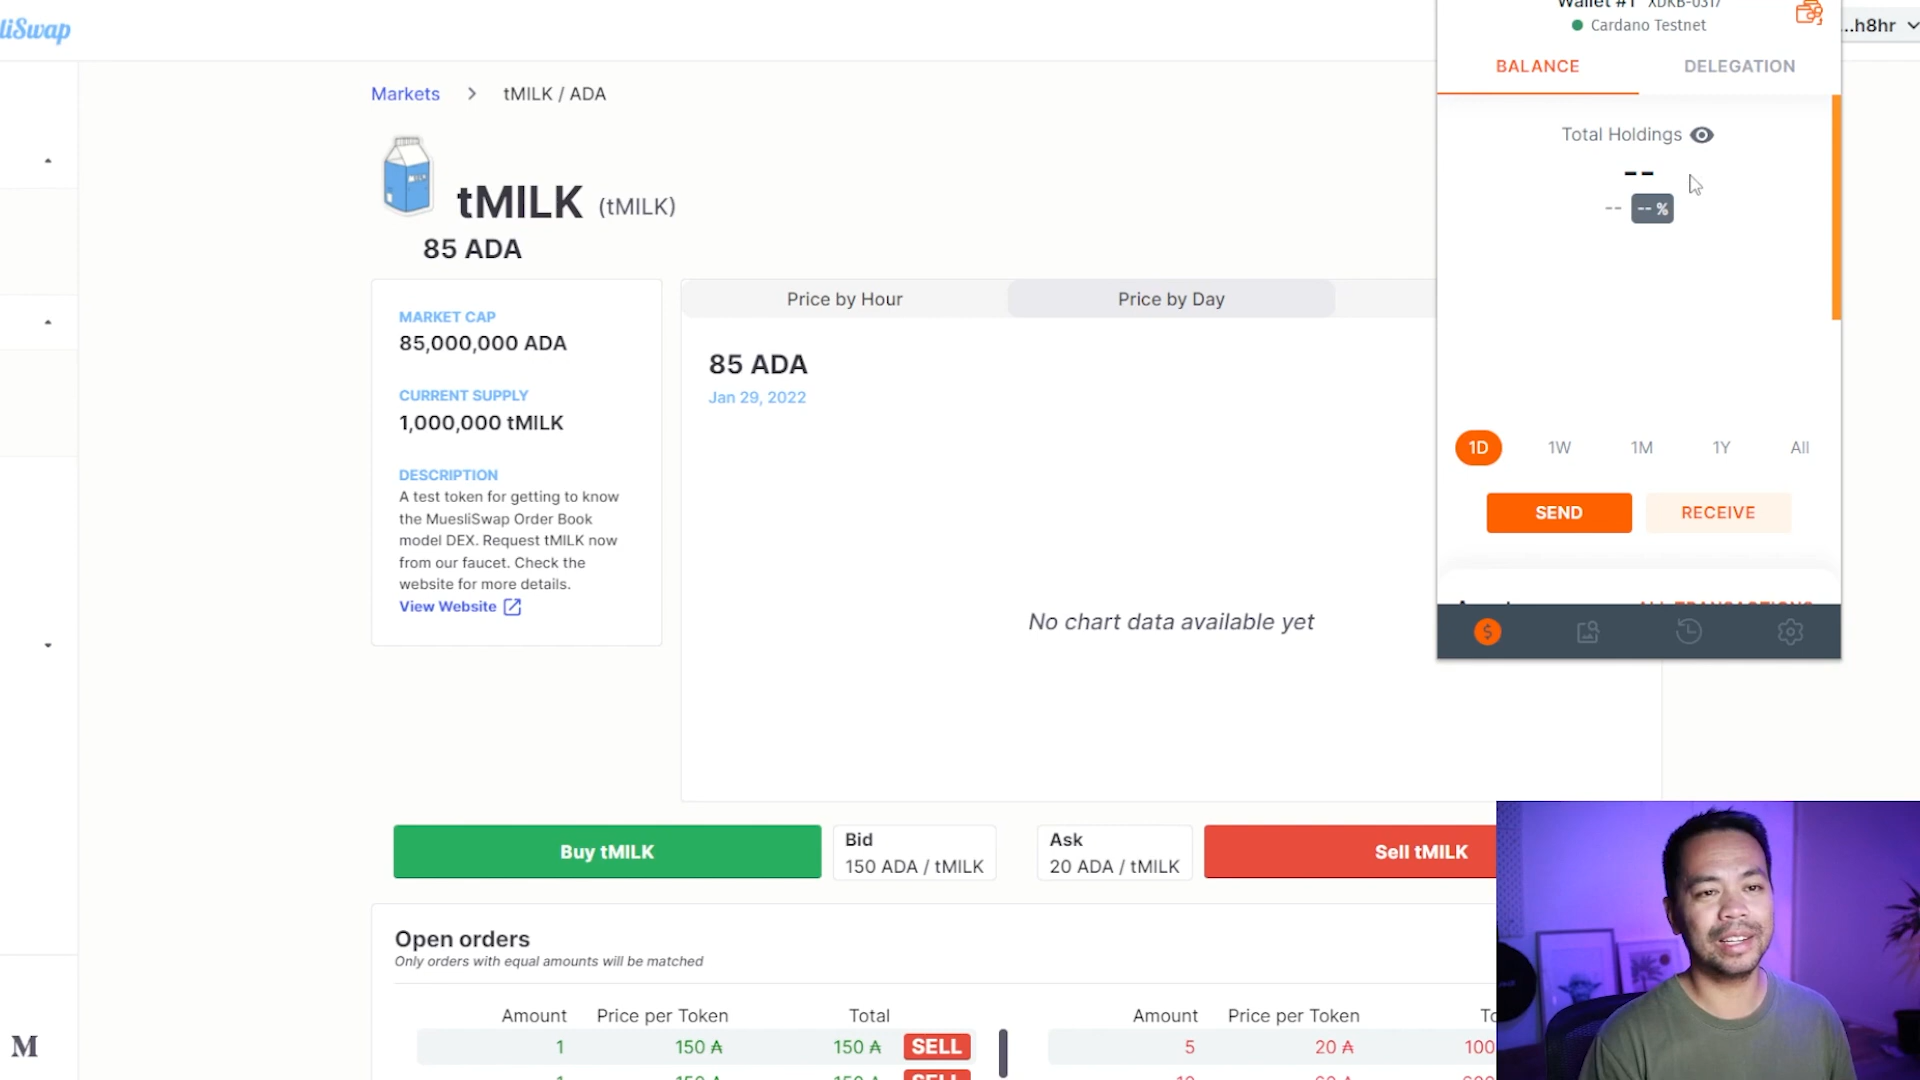 liSwap
Markets > tMILK / ADA
tMILK (tMILK)
85 ADA
MARKET CAP
85,000,000 ADA
CURRENT SUPPLY
1,000,000 tMILK
DESCRIPTION
A test token for getting to know
the MuesliSwap Order Book
model DEX. Request tMILK now
from our faucet. Check the
website for more details.
View Website
Price by Hour
Price by Day
85 ADA
Jan 29, 2022
No chart data available yet
Buy tMILK
Bid
150 ADA / tMILK
Ask
20 ADA / tMILK
Sell tMILK
Open orders
Only orders with equal amounts will be matched
Amount Price per Token Total
1 150 ₳ 150 ₳ SELL
Amount Price per Token
5 20 ₳ 100
M
Wallet #1 XDKB-0317
Cardano Testnet
...h8hr
BALANCE
DELEGATION
Total Holdings
--
-- -- %
1D 1W 1M 1Y All
SEND
RECEIVE
ALL TRANSACTIONS